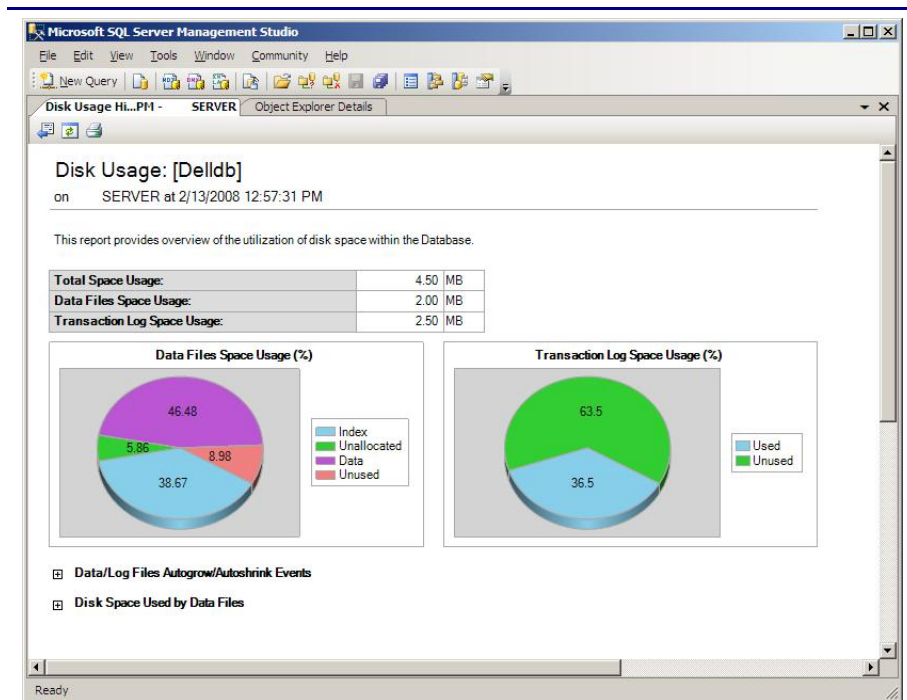 Microsoft SQL Server Management Studio
File Edit View Tools Window Community Help
New Query
Disk Usage Hi...PM - SERVER Object Explorer Details
Disk Usage: [Delldb]
on SERVER at 2/13/2008 12:57:31 PM
This report provides overview of the utilization of disk space within the Database.
Total Space Usage: 4.50 MB
Data Files Space Usage: 2.00 MB
Transaction Log Space Usage: 2.50 MB
Data Files Space Usage (%)
46.48
5.86
8.98
38.67
Index
Unallocated
Data
Unused
Transaction Log Space Usage (%)
63.5
36.5
Used
Unused
Data/Log Files Autogrow/Autoshrink Events
Disk Space Used by Data Files
Ready